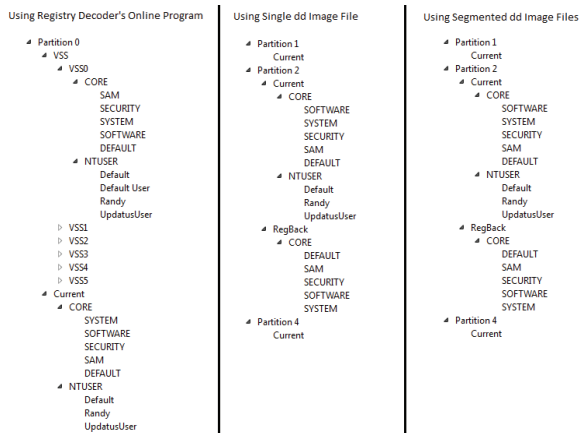 Using Registry Decoder's Online Program
Partition 0
VSS
VSS0
CORE
SAM
SECURITY
SYSTEM
SOFTWARE
DEFAULT
NTUSER
Default
Default User
Randy
UpdatusUser
VSS1
VSS2
VSS3
VSS4
VSS5
Current
CORE
SYSTEM
SOFTWARE
SECURITY
SAM
DEFAULT
NTUSER
Default
Randy
UpdatusUser
Using Single dd Image File
Partition 1
Current
Partition 2
Current
CORE
SOFTWARE
SYSTEM
SECURITY
SAM
DEFAULT
NTUSER
Default
Randy
UpdatusUser
RegBack
CORE
DEFAULT
SAM
SECURITY
SOFTWARE
SYSTEM
Partition 4
Current
Using Segmented dd Image Files
Partition 1
Current
Partition 2
Current
CORE
SOFTWARE
SYSTEM
SECURITY
SAM
DEFAULT
NTUSER
Default
Randy
UpdatusUser
RegBack
CORE
DEFAULT
SAM
SECURITY
SOFTWARE
SYSTEM
Partition 4
Current